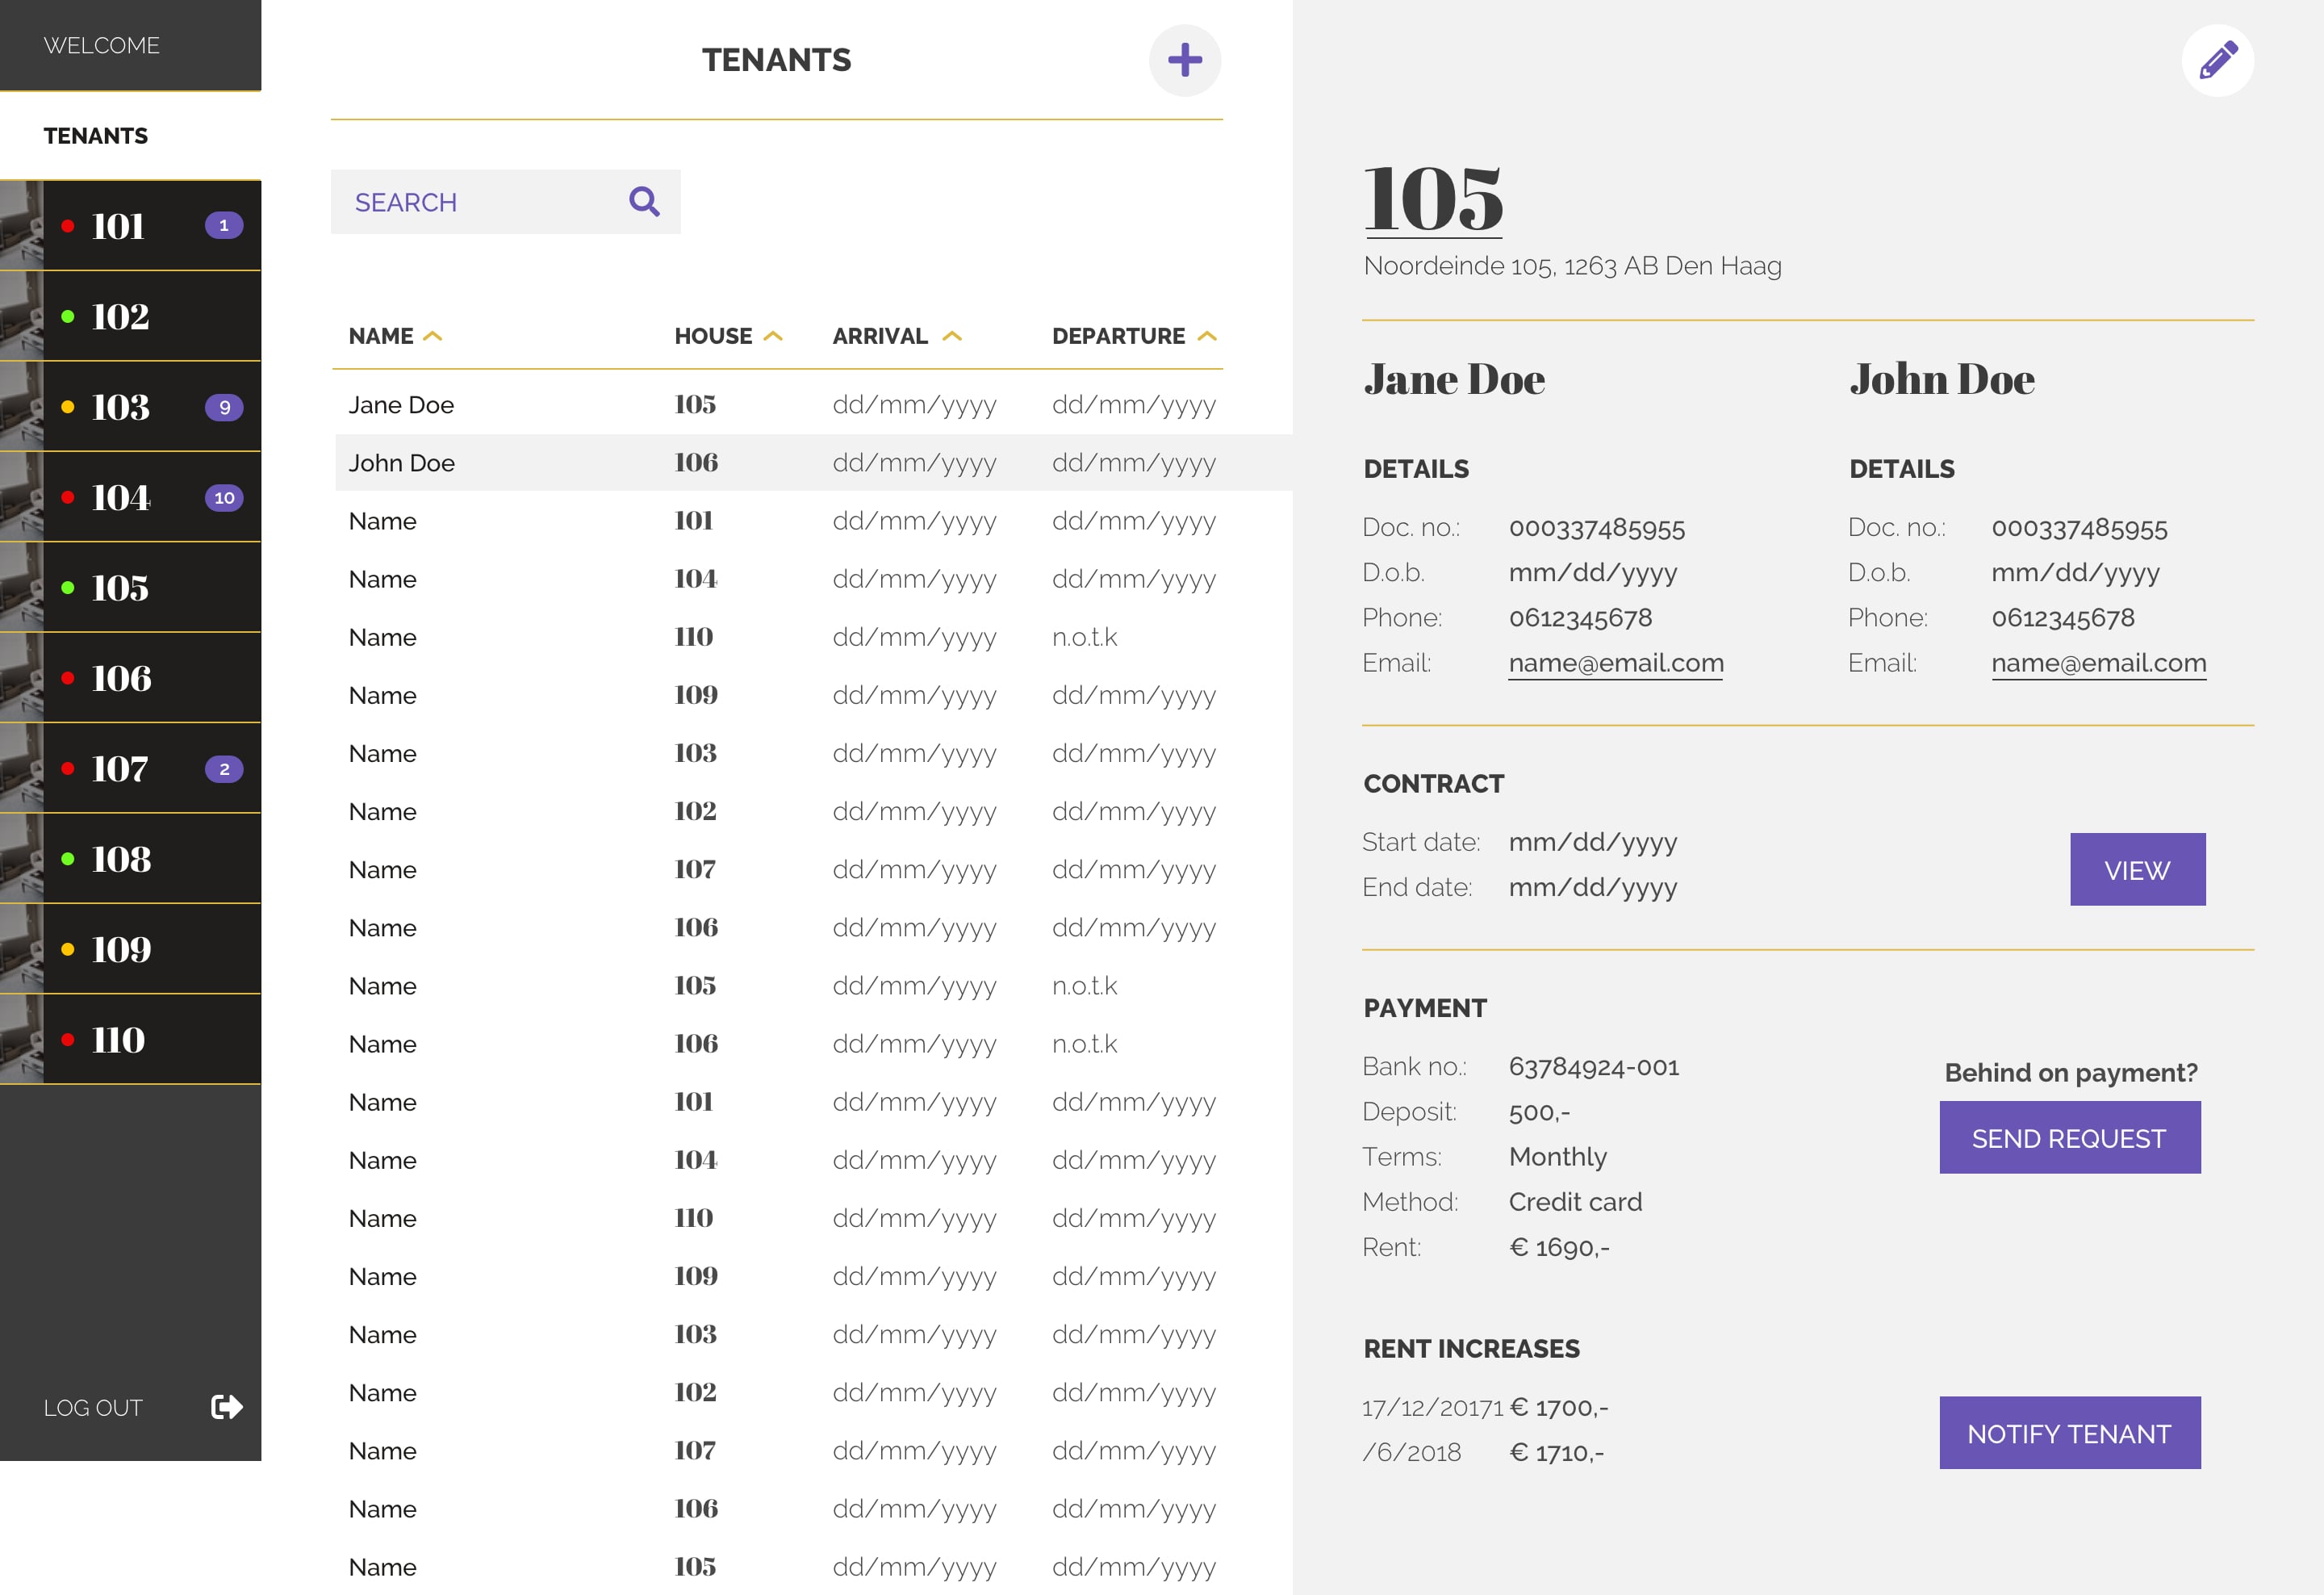 WELCOME
TENANTS
101 1
102
103 9
104 10
105
106
107 2
108
109
110
LOG OUT
TENANTS
SEARCH
NAME HOUSE ARRIVAL DEPARTURE
Jane Doe 105 dd/mm/yyyy dd/mm/yyyy
John Doe 106 dd/mm/yyyy dd/mm/yyyy
Name 101 dd/mm/yyyy dd/mm/yyyy
Name 104 dd/mm/yyyy dd/mm/yyyy
Name 110 dd/mm/yyyy n.o.t.k
Name 109 dd/mm/yyyy dd/mm/yyyy
Name 103 dd/mm/yyyy dd/mm/yyyy
Name 102 dd/mm/yyyy dd/mm/yyyy
Name 107 dd/mm/yyyy dd/mm/yyyy
Name 106 dd/mm/yyyy dd/mm/yyyy
Name 105 dd/mm/yyyy n.o.t.k
Name 106 dd/mm/yyyy n.o.t.k
Name 101 dd/mm/yyyy dd/mm/yyyy
Name 104 dd/mm/yyyy dd/mm/yyyy
Name 110 dd/mm/yyyy dd/mm/yyyy
Name 109 dd/mm/yyyy dd/mm/yyyy
Name 103 dd/mm/yyyy dd/mm/yyyy
Name 102 dd/mm/yyyy dd/mm/yyyy
Name 107 dd/mm/yyyy dd/mm/yyyy
Name 106 dd/mm/yyyy dd/mm/yyyy
Name 105 dd/mm/yyyy dd/mm/yyyy
105
Noordeinde 105, 1263 AB Den Haag
Jane Doe John Doe
DETAILS DETAILS
Doc. no.: 000337485955 Doc. no.: 000337485955
D.o.b. mm/dd/yyyy D.o.b. mm/dd/yyyy
Phone: 0612345678 Phone: 0612345678
Email: name@email.com Email: name@email.com
CONTRACT
Start date: mm/dd/yyyy
End date: mm/dd/yyyy
VIEW
PAYMENT
Bank no.: 63784924-001
Deposit: 500,-
Terms: Monthly
Method: Credit card
Rent: € 1690,-
Behind on payment?
SEND REQUEST
RENT INCREASES
17/12/20171 € 1700,-
/6/2018 € 1710,-
NOTIFY TENANT